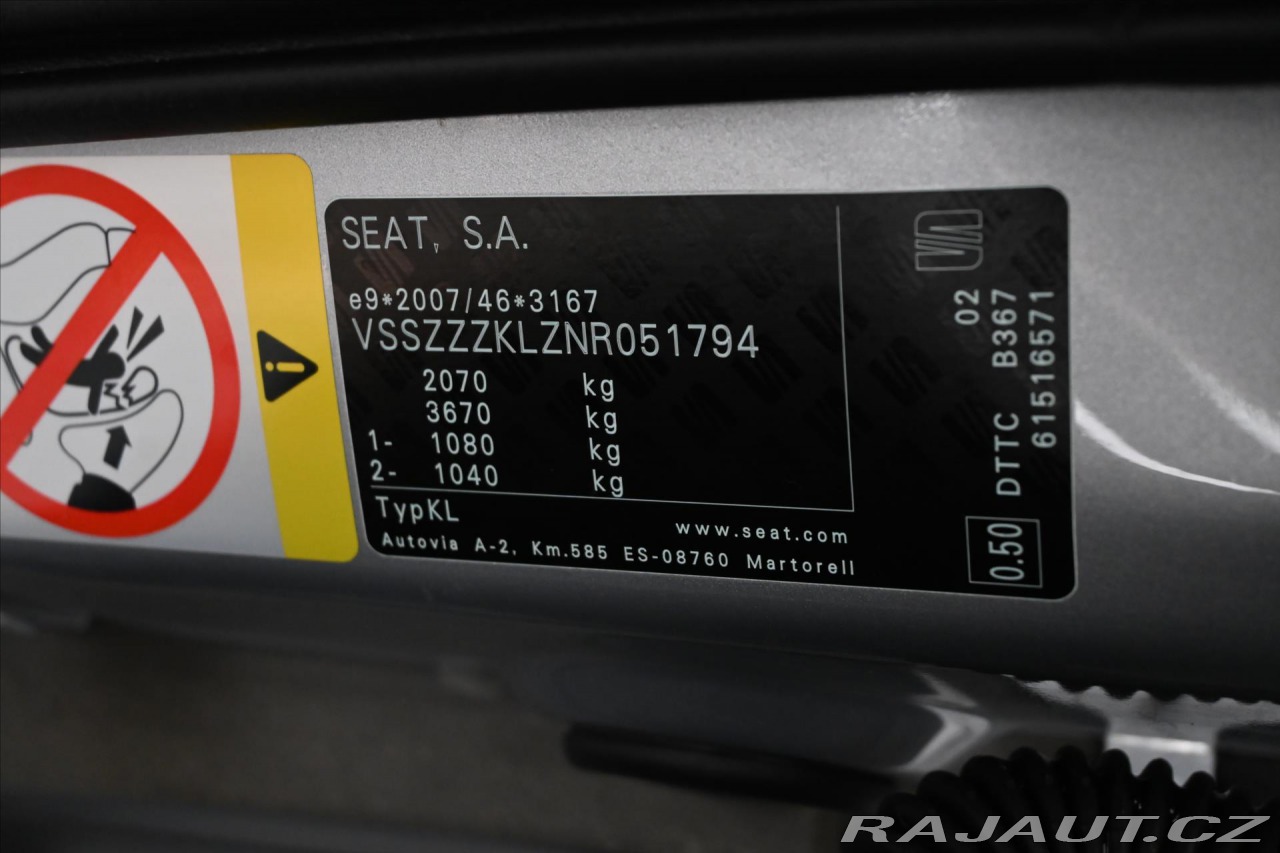 SEAT, S.A.
e9*2007/46*3167
VSSZZZKLZNR051794
2070 kg
3670 kg
1- 1080 kg
2- 1040 kg
TypKL
www.seat.com
Autovia A-2, Km.585 ES-08760 Martorell
VIA
02
DTTC B367
61516571
0.50
RAJAUT.CZ